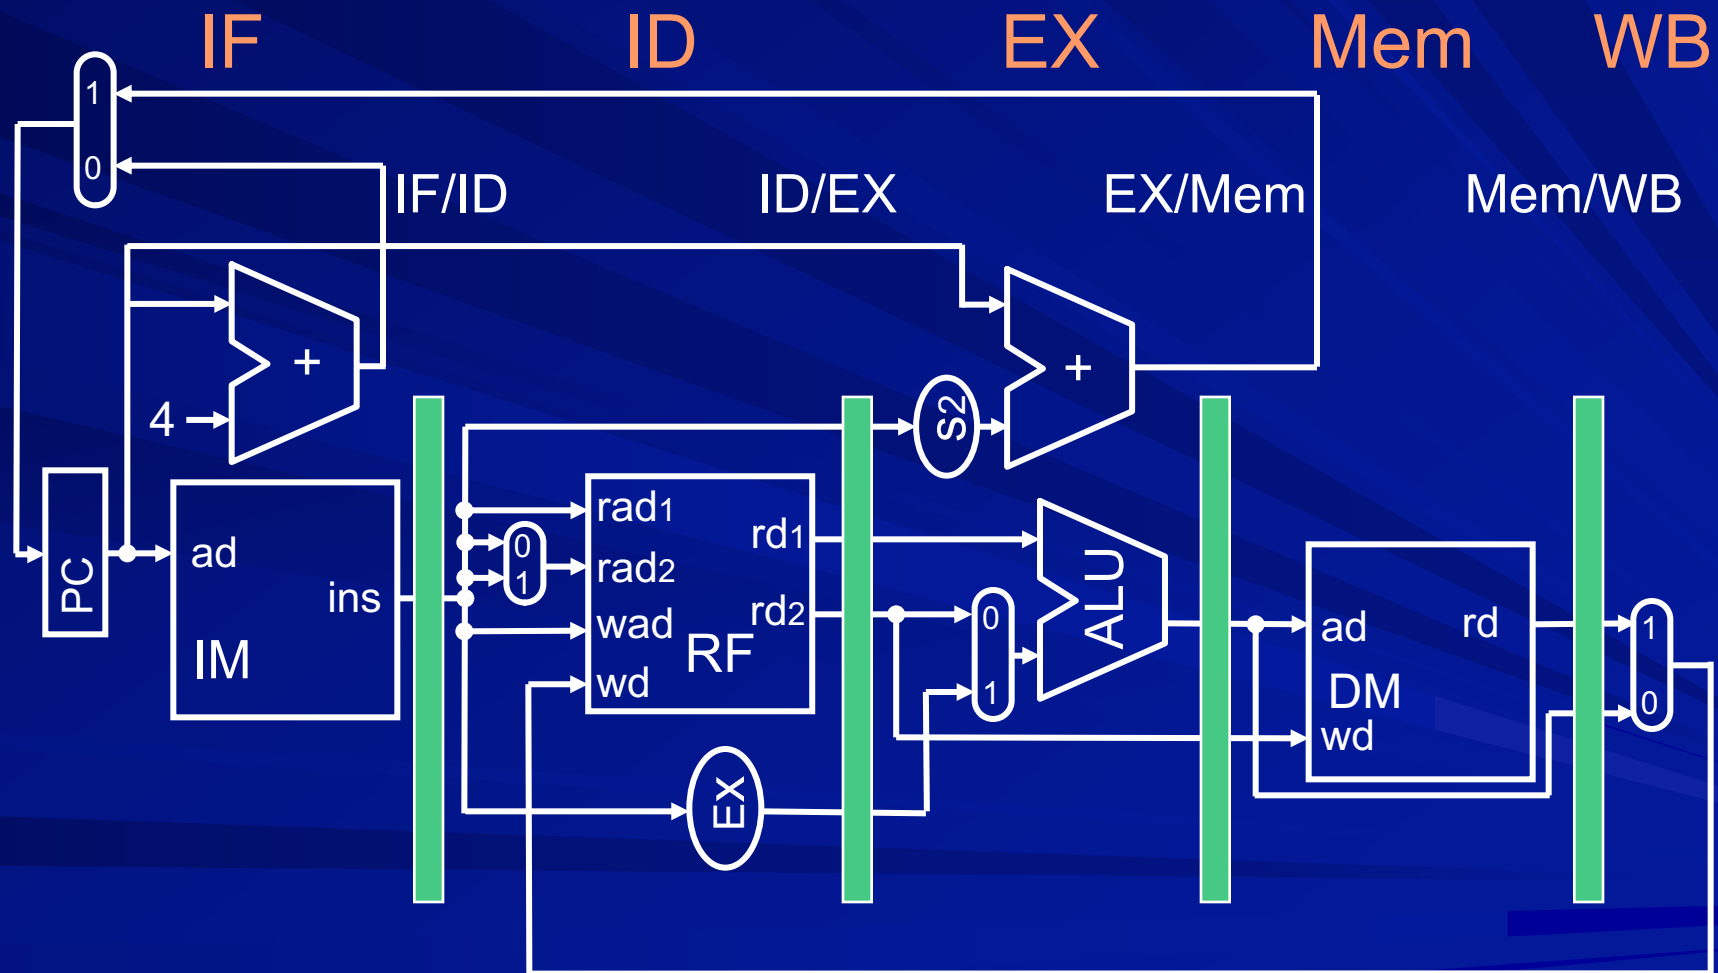 IF ID EX Mem WB
1
0
IF/ID ID/EX EX/Mem Mem/WB
+
+
4
s2
PC
ad
ins
IM
0
1
rad1
rad2
wad
wd
rd1
rd2
RF
EX
0
1
ALU
ad
rd
DM
wd
1
0